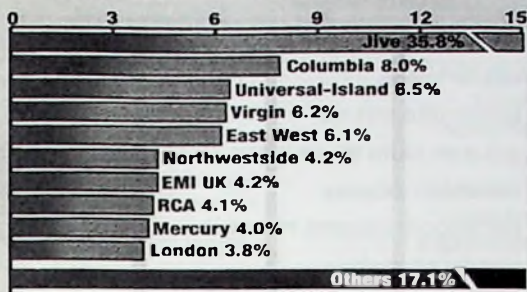 0 3 6 9 12 15
Jive 35.8%
Columbia 8.0%
Universal-Island 6.5%
Virgin 6.2%
East West 6.1%
Northwestside 4.2%
EMI UK 4.2%
RCA 4.1%
Mercury 4.0%
London 3.8%
Others 17.1%